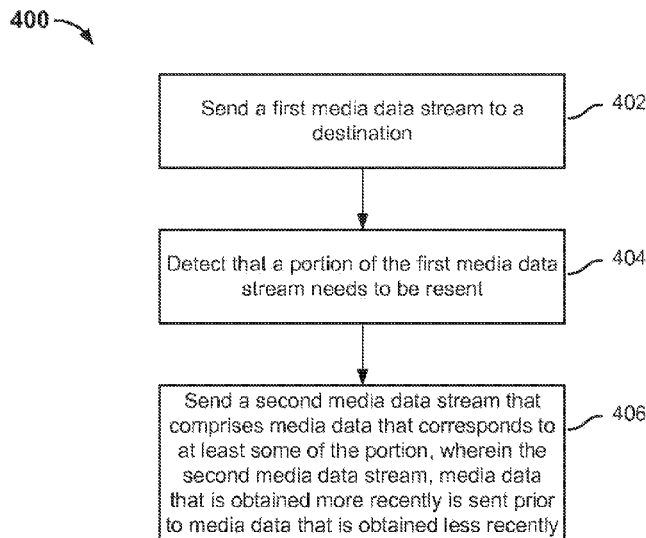 400
Send a first media data stream to a
destination
402
Detect that a portion of the first media data
stream needs to be resent
404
Send a second media data stream that
comprises media data that corresponds to
at least some of the portion, wherein the
second media data stream, media data
that is obtained more recently is sent prior
to media data that is obtained less recently
406